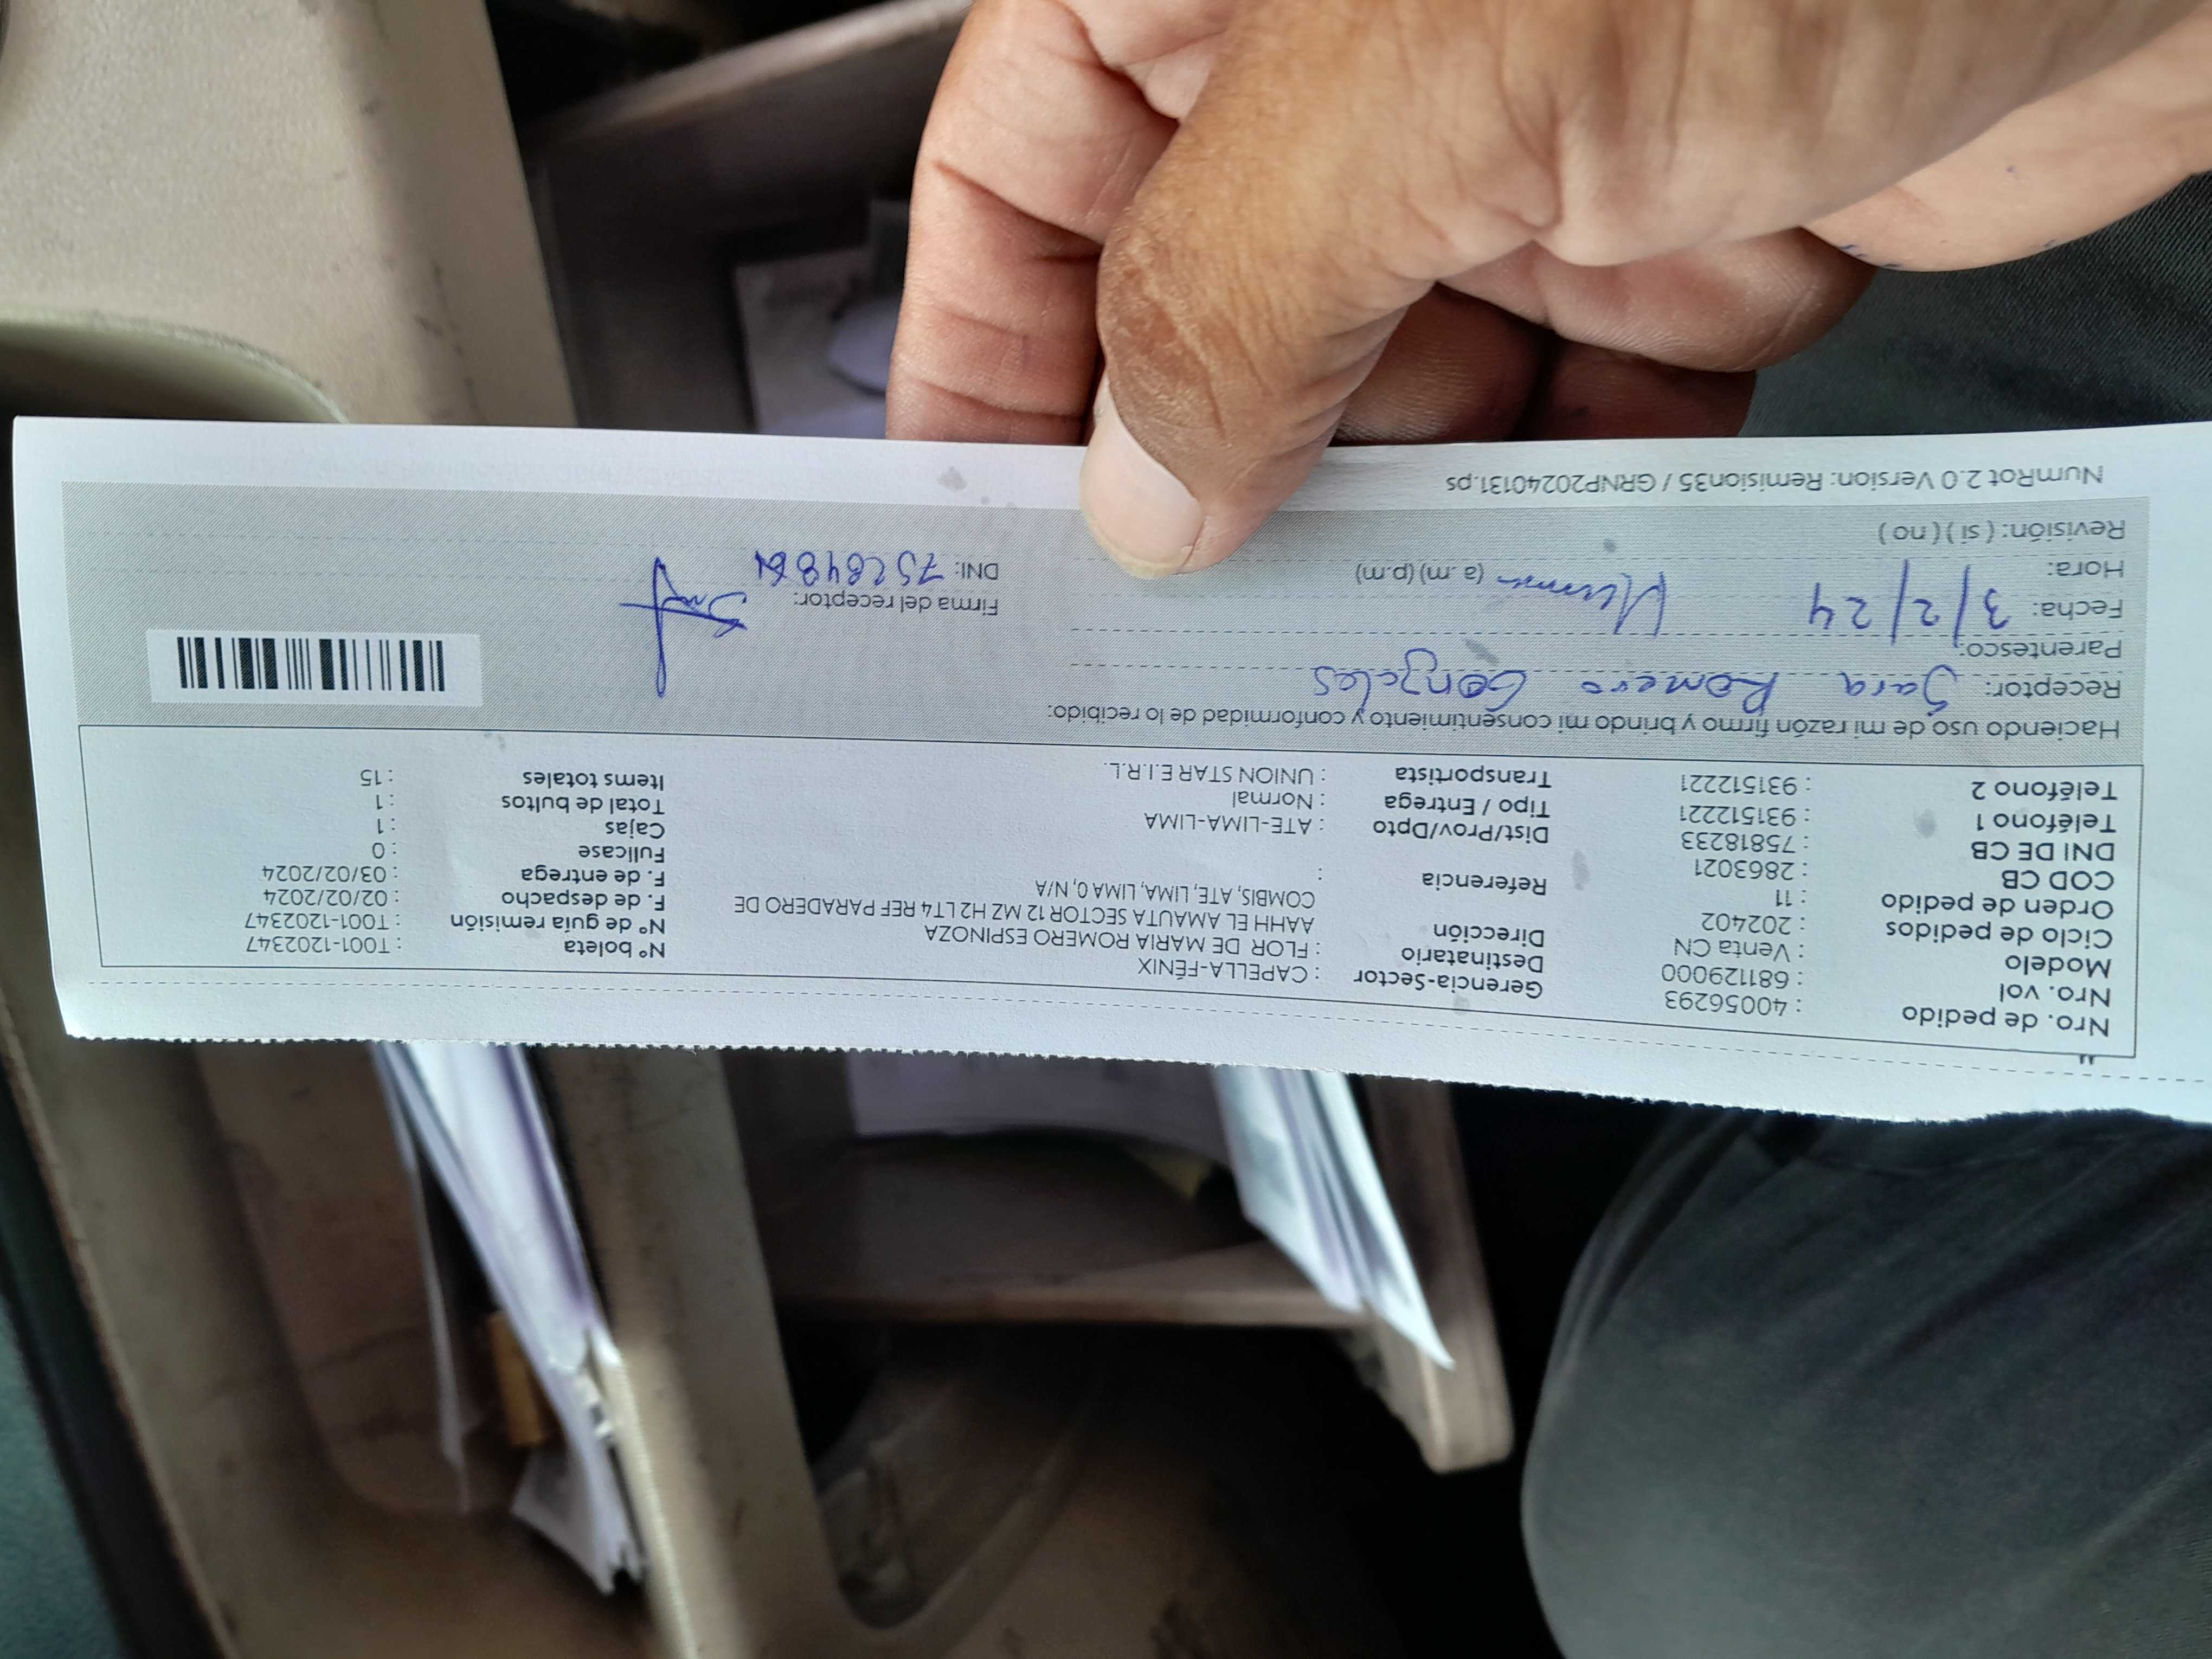 Nro. de pedido : 40056293
Nro. vol : 681129000
Modelo : Venta CN
Ciclo de pedidos : 202402
Orden de pedido : 11
COD CB : 2863021
DNI DE CB : 75818233
Teléfono 1 : 931512221
Teléfono 2 : 931512221
Gerencia-Sector : CAPELLA-FÉNIX
Destinatario : FLOR DE MARIA ROMERO ESPINOZA
Dirección AAHH EL AMAUTA SECTOR 12 MZ H2 LT4 REF PARADERO DE
COMBIS, ATE, LIMA, LIMA 0, N/A
Referencia :
Dist/Prov/Dpto : ATE-LIMA-LIMA
Tipo / Entrega : Normal
Transportista : UNION STAR E.I.R.L.
N° boleta : T001-1202347
N° de guía remisión : T001-1202347
F. de despacho : 02/02/2024
F. de entrega : 03/02/2024
Fullcase : 0
Cajas : 1
Total de bultos : 1
Items totales : 15
Haciendo uso de mi razón firmo y brindo mi consentimiento y conformidad de lo recibido:
Receptor: Sara Romero Gonzales
Parentesco:
Fecha: 3/2/24
Hora: (a.m) (p.m)
Revisión: ( si ) ( no )
Firma del receptor:
DNI:
NumRot 2.0 Version: Remision35 / GRNP20240131.ps